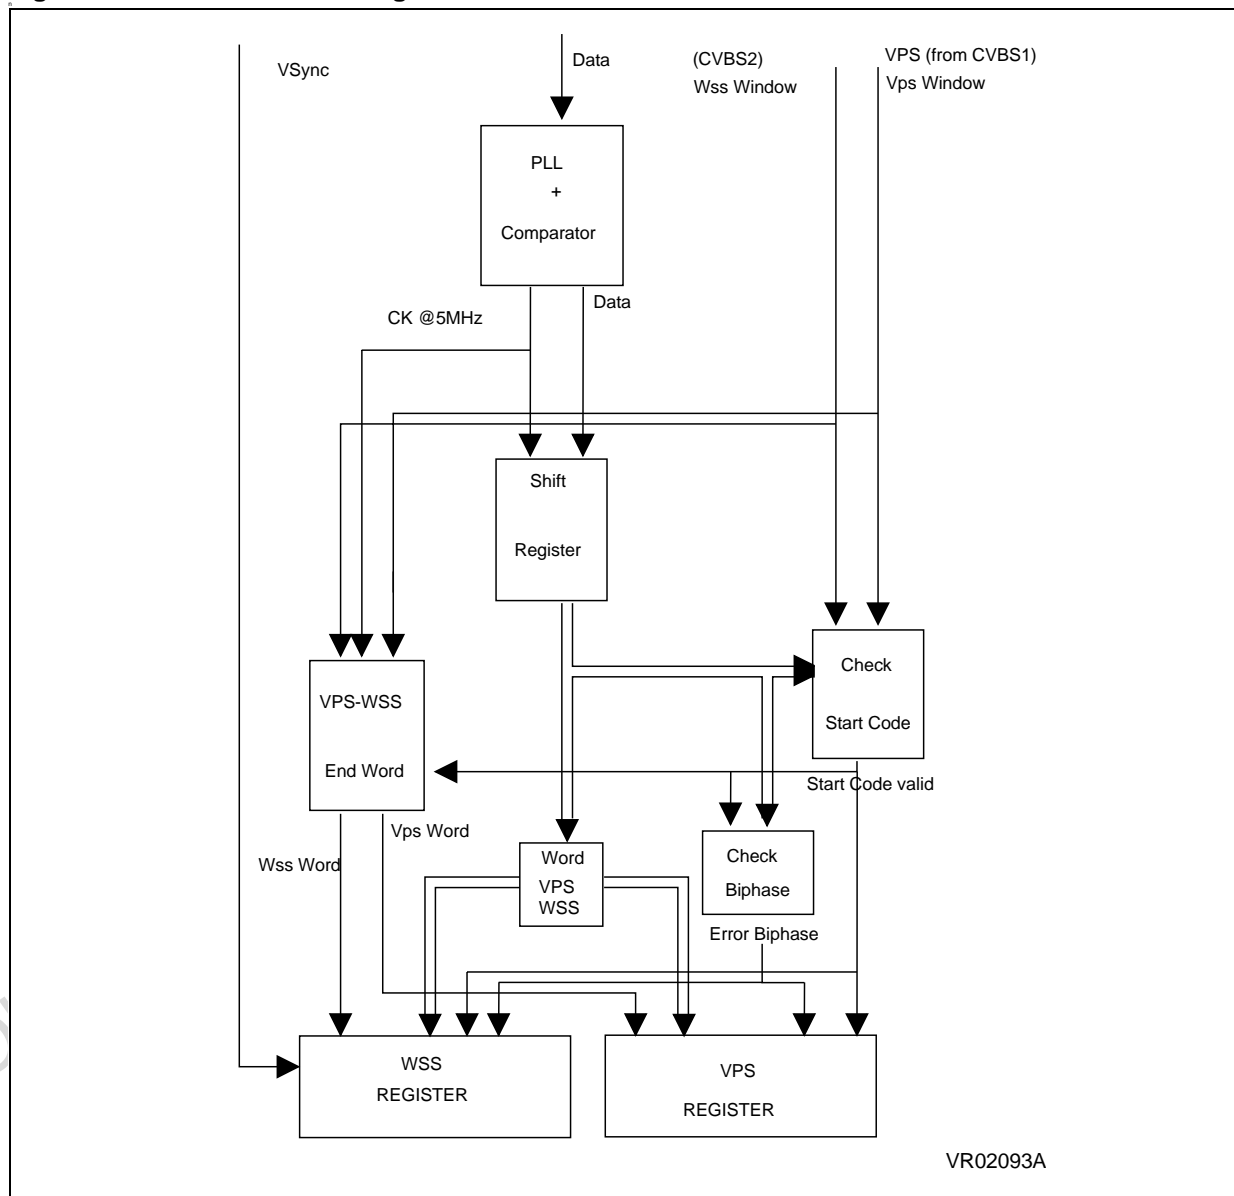 VSync
Data
(CVBS2)
Wss Window
VPS (from CVBS1)
Vps Window
PLL
+
Comparator
CK @5MHz
Data
Shift
Register
Check
Start Code
VPS-WSS
End Word
Start Code valid
Vps Word
Wss Word
Word
VPS
WSS
Check
Biphase
Error Biphase
WSS
REGISTER
VPS
REGISTER
VR02093A